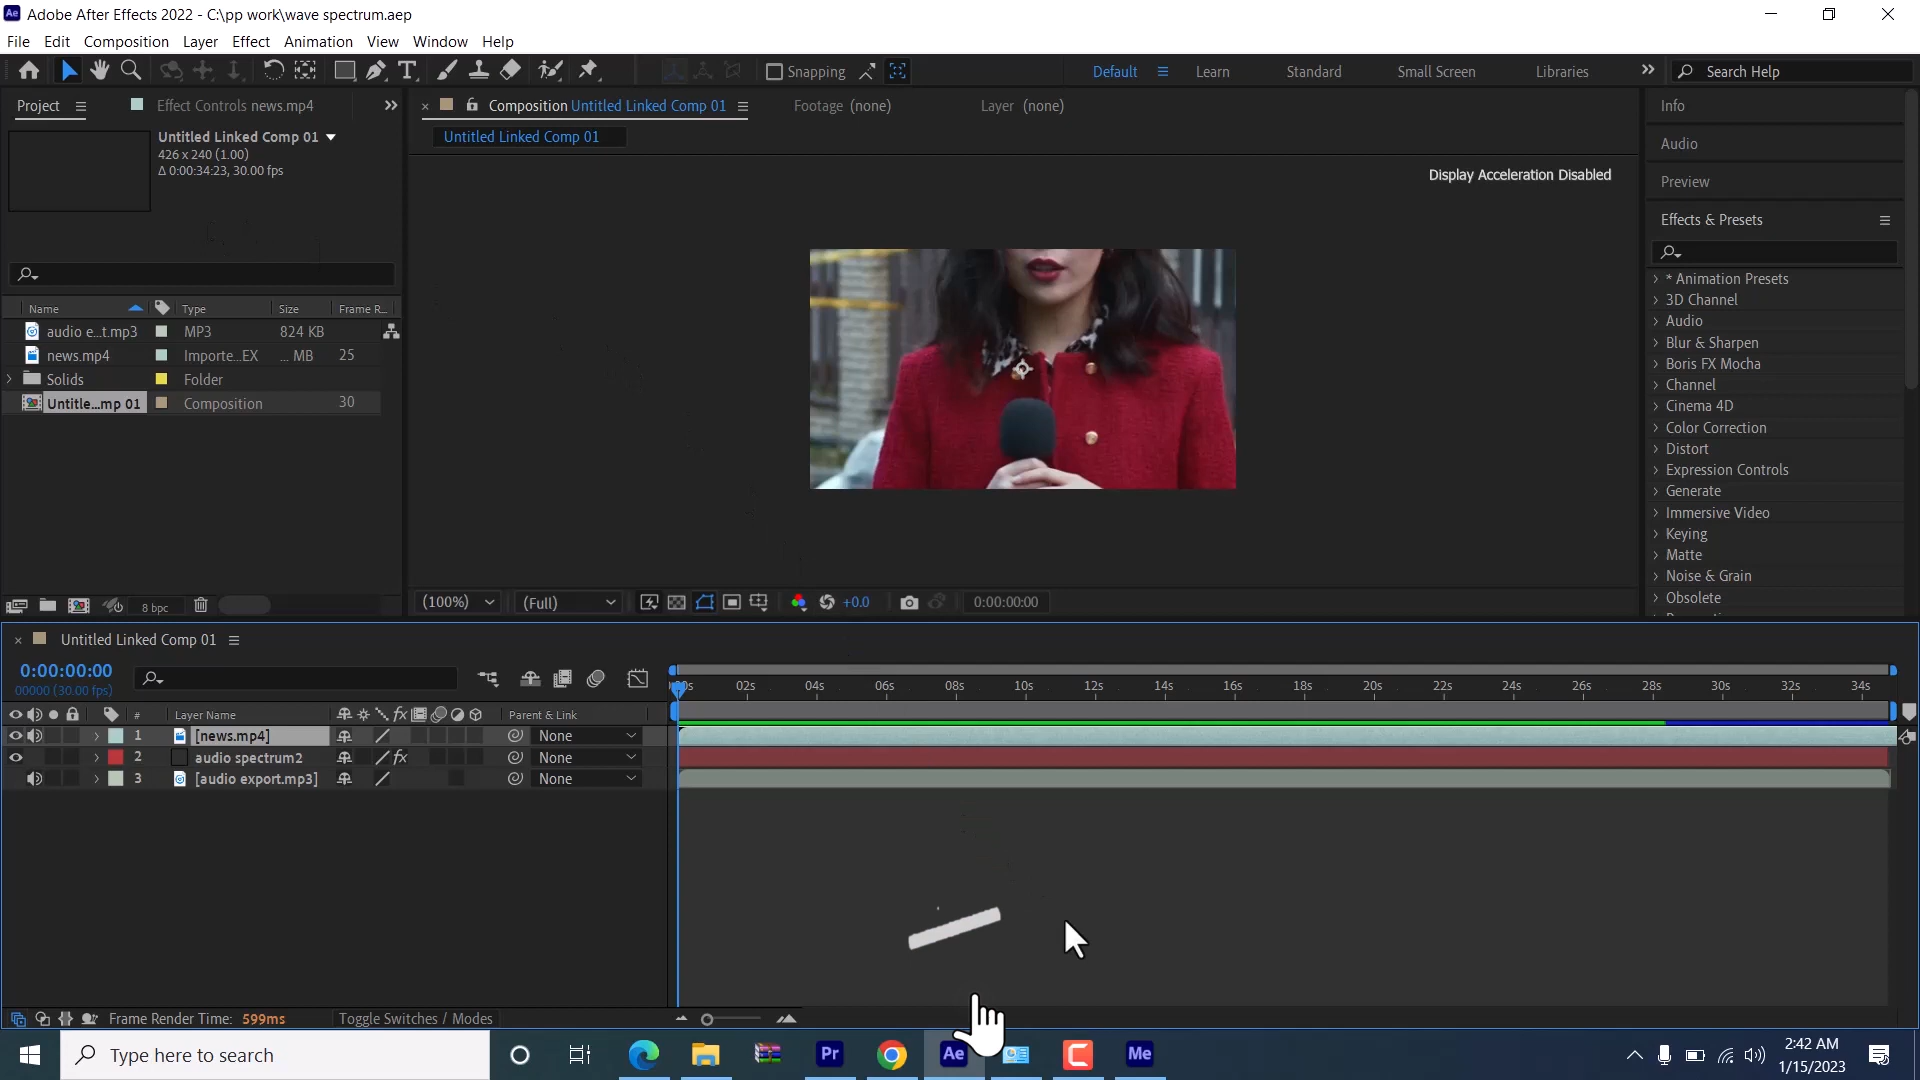 Adobe After Effects 2022 - C:\pp work\wave spectrum.aep
File Edit Composition Layer Effect Animation View Window Help
Snapping
Default Learn Standard Small Screen Libraries
Search Help
Project Effect Controls news.mp4
Composition Untitled Linked Comp 01 Footage (none) Layer (none)
Untitled Linked Comp 01
Untitled Linked Comp 01
426 x 240 (1.00)
Δ 0:00:34:23, 30.00 fps
Display Acceleration Disabled
Name Type Size Frame R...
audio e...t.mp3 MP3 824 KB
news.mp4 Importe...EX ... MB 25
Solids Folder
Untitle...mp 01 Composition 30
8 bpc
(100%) (Full) +0.0 0:00:00:00
Info
Audio
Preview
Effects & Presets
* Animation Presets
3D Channel
Audio
Blur & Sharpen
Boris FX Mocha
Channel
Cinema 4D
Color Correction
Distort
Expression Controls
Generate
Immersive Video
Keying
Matte
Noise & Grain
Obsolete
Untitled Linked Comp 01
0:00:00:00
00000 (30.00 fps)
02s 04s 06s 08s 10s 12s 14s 16s 18s 20s 22s 24s 26s 28s 30s 32s 34s
# Layer Name fx Parent & Link
1 [news.mp4] None
2 audio spectrum2 fx None
3 [audio export.mp3] None
Frame Render Time: 599ms Toggle Switches / Modes
Type here to search
Pr Ae Me
2:42 AM
1/15/2023